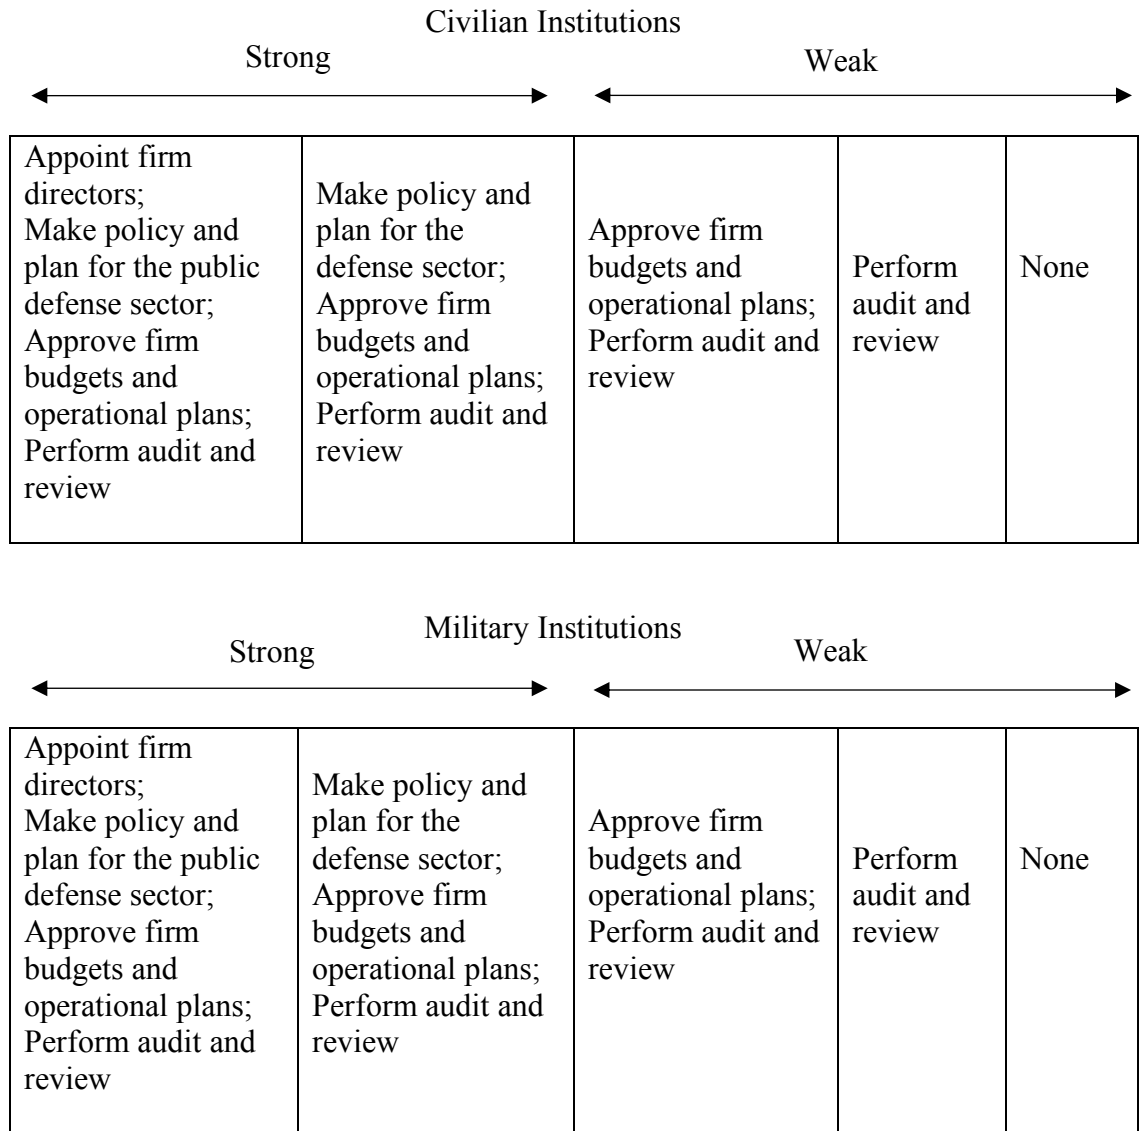 Civilian Institutions
Strong
Weak
Appoint firm
directors;
Make policy and
plan for the public
defense sector;
Approve firm
budgets and
operational plans;
Perform audit and
review
Make policy and
plan for the
defense sector;
Approve firm
budgets and
operational plans;
Perform audit and
review
Approve firm
budgets and
operational plans;
Perform audit and
review
Perform
audit and
review
None
Military Institutions
Strong
Weak
Appoint firm
directors;
Make policy and
plan for the public
defense sector;
Approve firm
budgets and
operational plans;
Perform audit and
review
Make policy and
plan for the
defense sector;
Approve firm
budgets and
operational plans;
Perform audit and
review
Approve firm
budgets and
operational plans;
Perform audit and
review
Perform
audit and
review
None